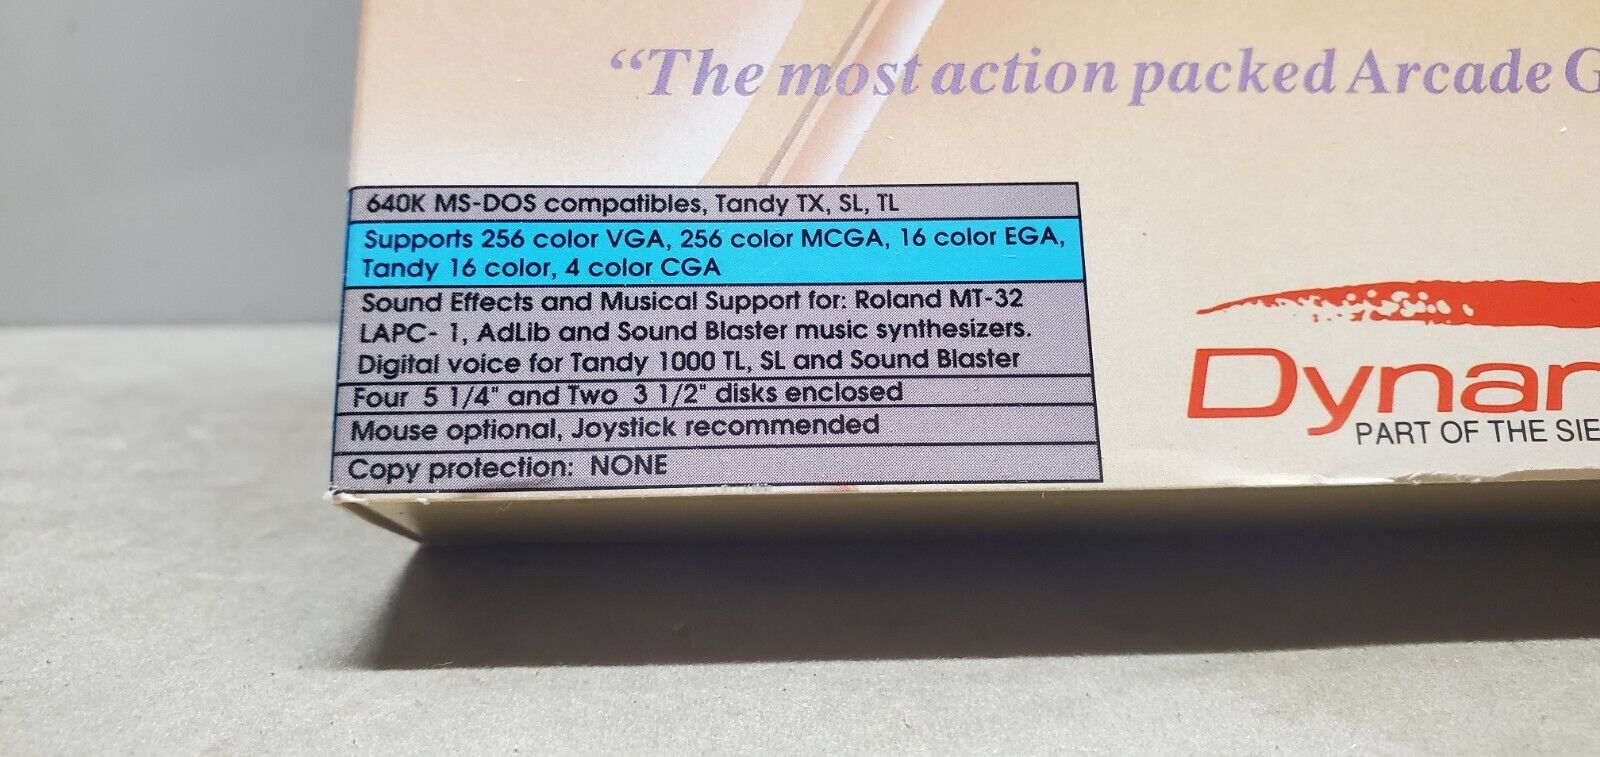 “The most action packed Arcade
640K MS-DOS compatibles, Tandy TX, SL, TL
Supports 256 color VGA, 256 color MCGA, 16 color EGA,
Tandy 16 color, 4 color CGA
Sound Effects and Musical Support for: Roland MT-32
LAPC- 1, AdLib and Sound Blaster music synthesizers.
Digital voice for Tandy 1000 TL, SL and Sound Blaster
Four 5 1/4" and Two 3 1/2" disks enclosed
Mouse optional, Joystick recommended
Copy protection: NONE
PART OF THE